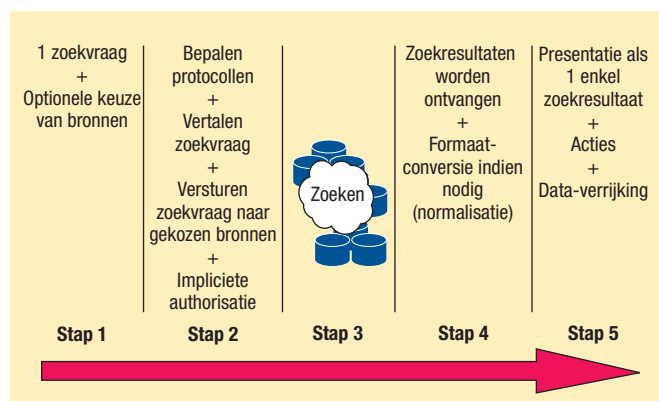 1 zoekvraag
+
Optionele keuze
van bronnen
Bepalen
protocollen
+
Vertalen
zoekvraag
+
Versturen
zoekvraag naar
gekozen bronnen
+
Impliciete
authorisatie
Zoeken
Zoekresultaten
worden
ontvangen
+
Formaat-
conversie indien
nodig
(normalisatie)
Presentatie als
1 enkel
zoekresultaat
+
Acties
+
Data-verrijking
Stap 1
Stap 2
Stap 3
Stap 4
Stap 5